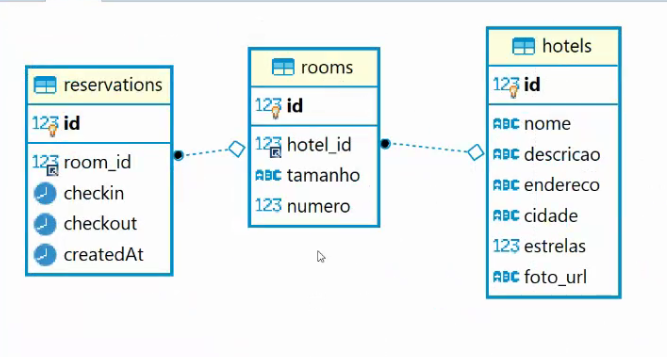 reservations
123 id
123 room_id
checkin
checkout
createdAt
rooms
123 id
123 hotel_id
ABC tamanho
123 numero
hotels
123 id
ABC nome
ABC descricao
ABC endereco
ABC cidade
123 estrelas
ABC foto_url